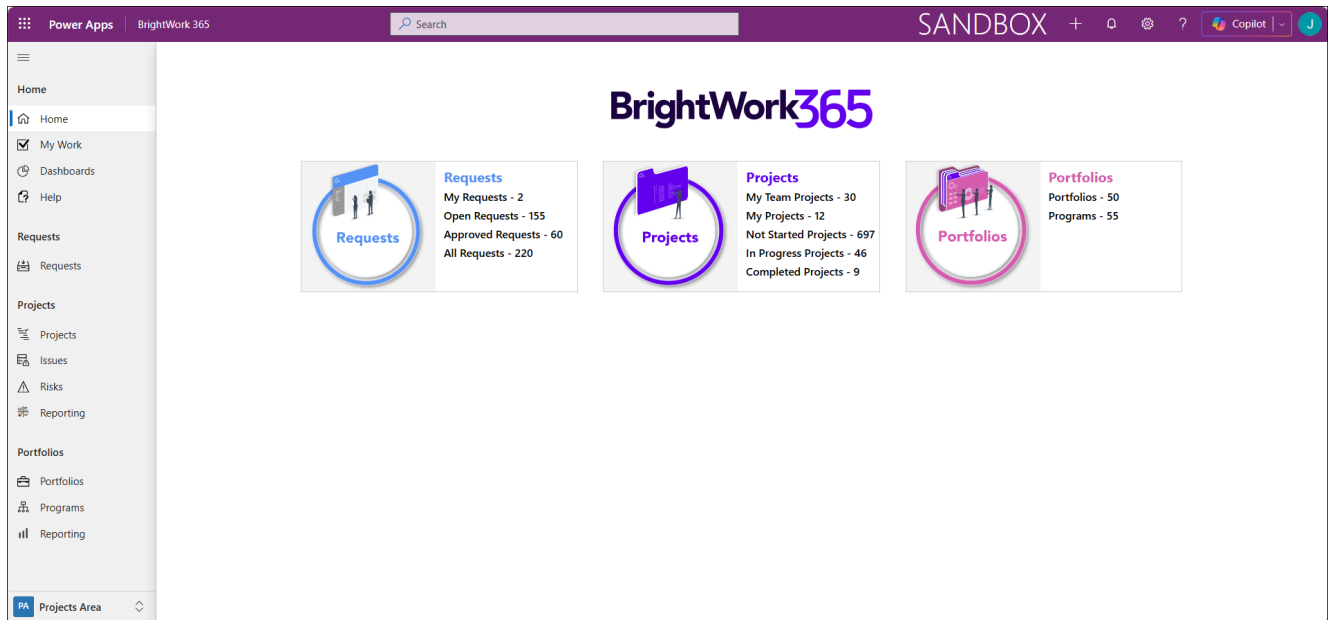 Power Apps BrightWork 365 Search SANDBOX Copilot J
Home
Home
My Work
Dashboards
Help
Requests
Requests
Projects
Projects
Issues
Risks
Reporting
Portfolios
Portfolios
Programs
Reporting
PA Projects Area
BrightWork365
Requests
Requests
My Requests - 2
Open Requests - 155
Approved Requests - 60
All Requests - 220
Projects
Projects
My Team Projects - 30
My Projects - 12
Not Started Projects - 697
In Progress Projects - 46
Completed Projects - 9
Portfolios
Portfolios
Portfolios - 50
Programs - 55